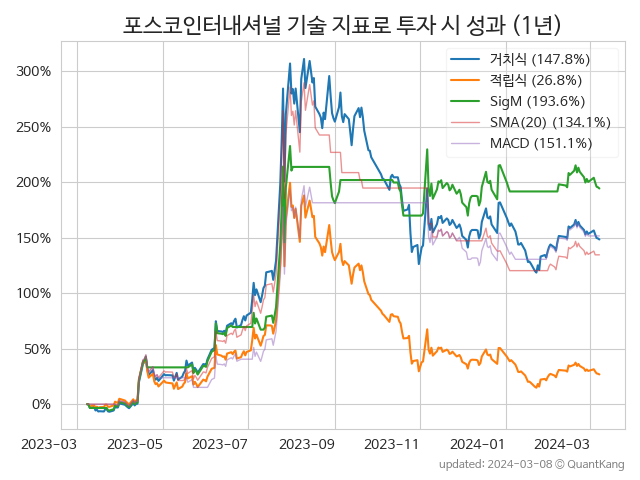 포스코인터내셔널 기술 지표로 투자 시 성과 (1년)
거치식 (147.8%)
적립식 (26.8%)
SigM (193.6%)
SMA(20) (134.1%)
MACD (151.1%)
300%
250%
200%
150%
100%
50%
0%
2023-03 2023-05 2023-07 2023-09 2023-11 2024-01 2024-03
updated: 2024-03-08 © QuantKang